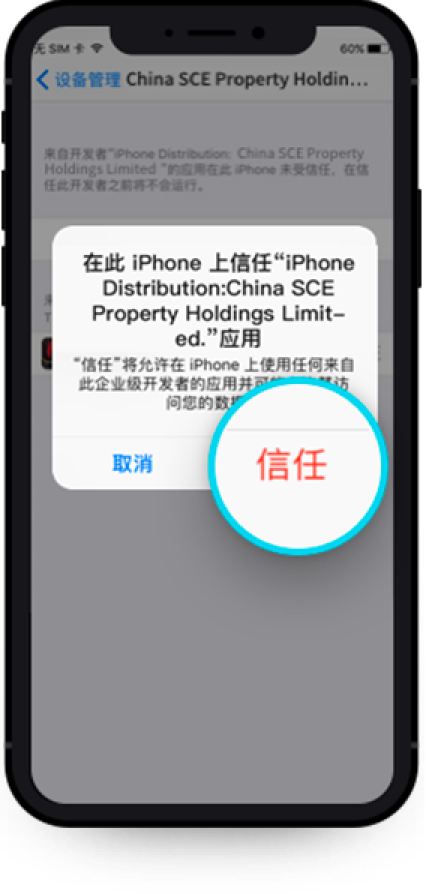 无 SIM 卡
60%
设备管理 China SCE Property Holdin...
来自开发者“iPhone Distribution: China SCE Property
Holdings Limited ”的应用在此 iPhone 未受信任，在信
任此开发者之前将不会运行。
在此 iPhone 上信任“iPhone
Distribution:China SCE
Property Holdings Limit-
ed.”应用
“信任”将允许在 iPhone 上使用任何来自
此企业级开发者的应用并可能
访
问您的数据
取消
信任